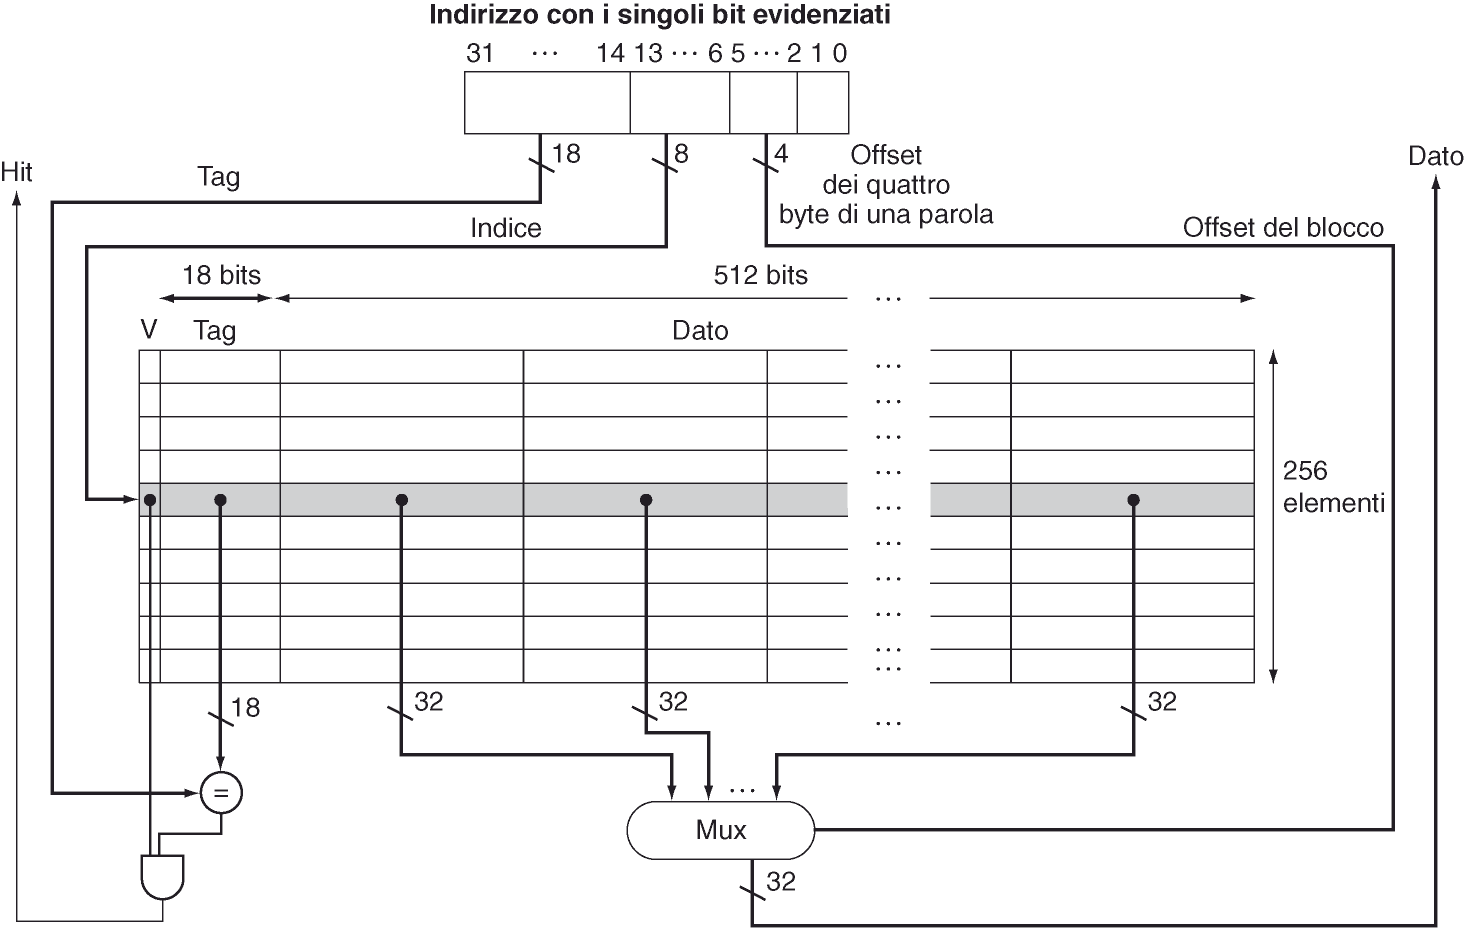 Indirizzo con i singoli bit evidenziati
31 ··· 14 13 ··· 6 5 ··· 2 1 0
18 8 4 Offset
dei quattro
byte di una parola
Hit
Tag
Dato
Indice
Offset del blocco
18 bits
512 bits
···
V
Tag
Dato
···
···
···
···
···
···
···
···
···
···
256
elementi
18
32
32
···
32
=
···
Mux
32